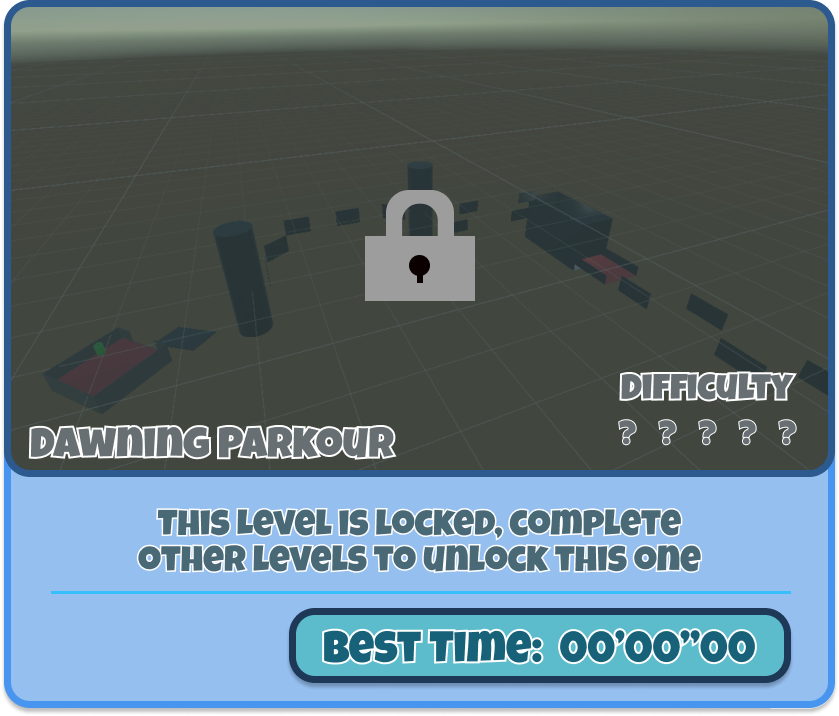 DAWNING PARKOUR
DIFFICULTY
? ? ? ? ?
THIS LEVEL IS LOCKED, COMPLETE
OTHER LEVELS TO UNLOCK THIS ONE
BEST TIME: 00'00"00